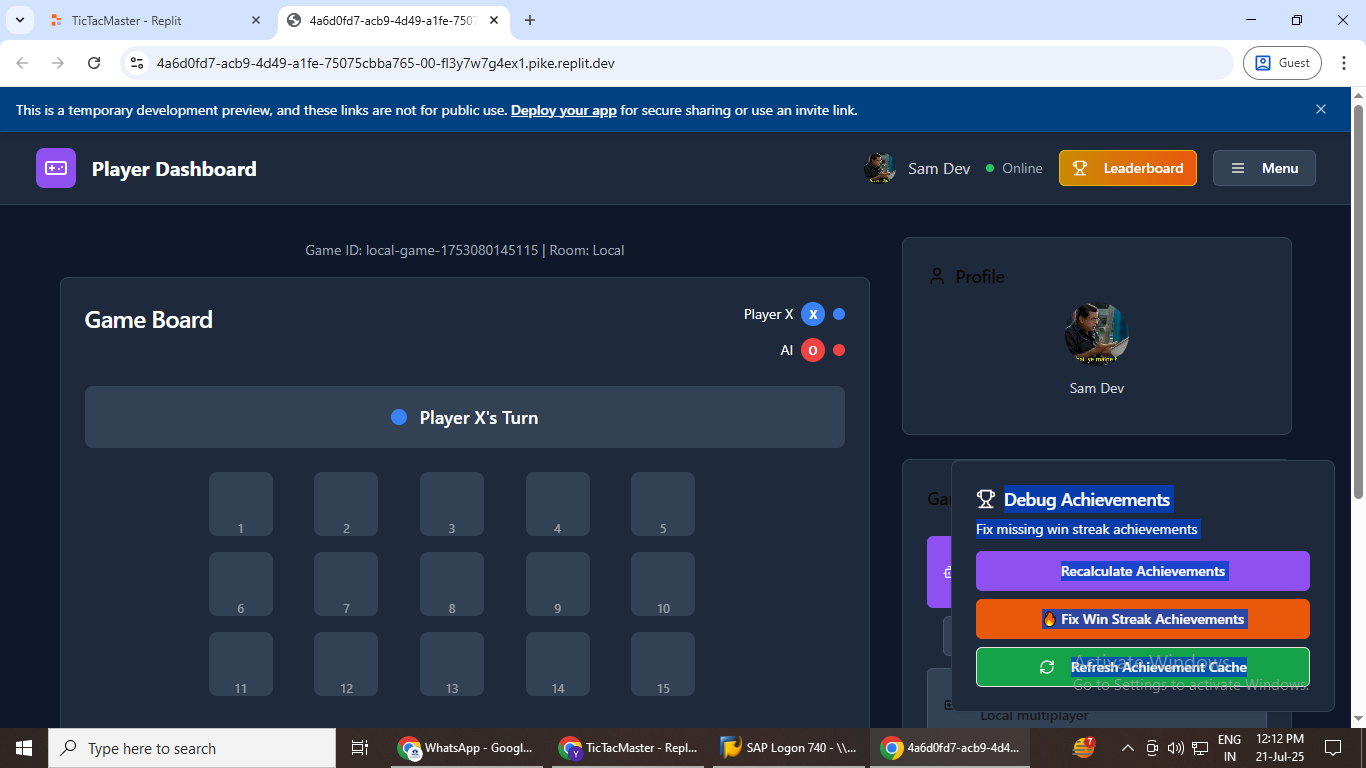 TicTacMaster - Replit
4a6d0fd7-acb9-4d49-a1fe-7507
4a6d0fd7-acb9-4d49-a1fe-75075cbba765-00-fl3y7w7g4ex1.pike.replit.dev
Guest
This is a temporary development preview, and these links are not for public use. Deploy your app for secure sharing or use an invite link.
Player Dashboard
Sam Dev
Online
Leaderboard
Menu
Game ID: local-game-1753080145115 | Room: Local
Game Board
Player X X
AI O
Player X's Turn
1 2 3 4 5
6 7 8 9 10
11 12 13 14 15
Profile
Sam Dev
Debug Achievements
Fix missing win streak achievements
Recalculate Achievements
Fix Win Streak Achievements
Refresh Achievement Cache
Activate Windows
Go to Settings to activate Windows.
Local multiplayer
Type here to search
WhatsApp - Googl...
TicTacMaster - Repl...
SAP Logon 740 - \\...
4a6d0fd7-acb9-4d4...
7
ENG
IN
12:12 PM
21-Jul-25